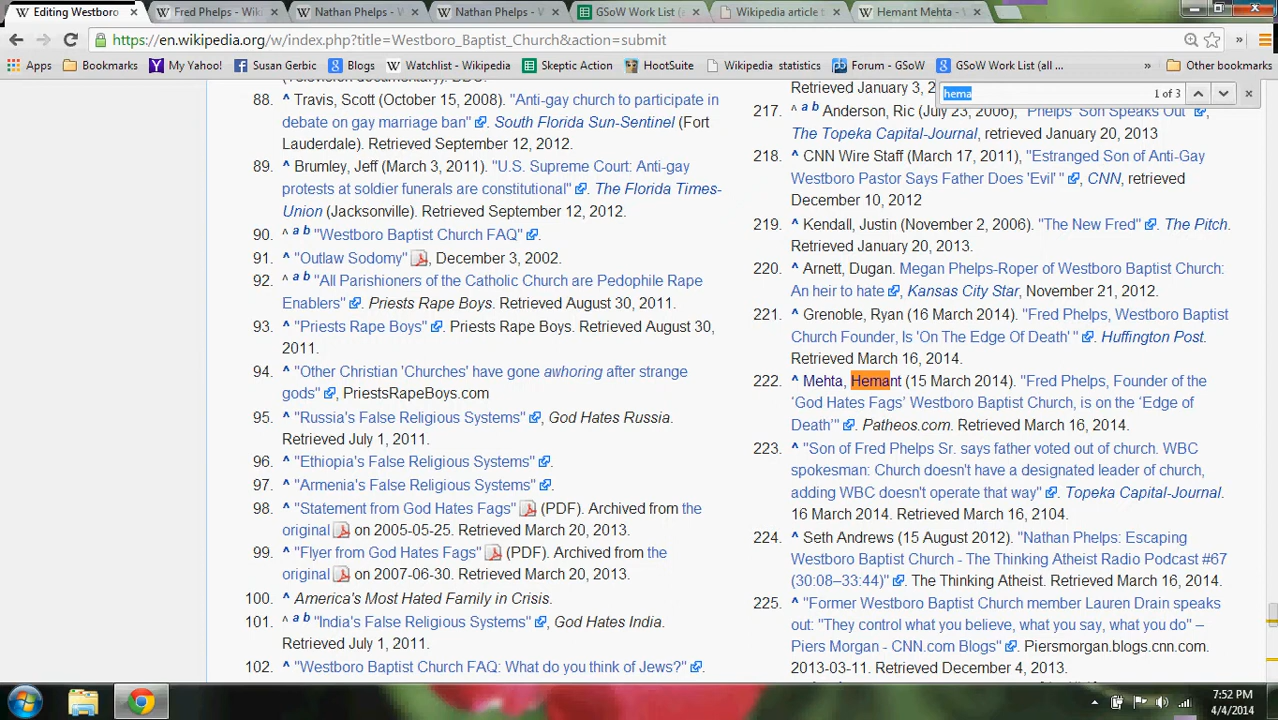 Editing Westboro
Fred Phelps - Wiki
Nathan Phelps - W
Nathan Phelps - W
GSoW Work List (
Wikipedia article t
Hemant Mehta - W
https://en.wikipedia.org/w/index.php?title=Westboro_Baptist_Church&action=submit
Apps Bookmarks My Yahoo! Susan Gerbic Blogs Watchlist - Wikipedia Skeptic Action HootSuite Wikipedia statistics Forum - GSoW GSoW Work List (all ... » Other bookmarks
hema 1 of 3
88. ^ Travis, Scott (October 15, 2008). "Anti-gay church to participate in
debate on gay marriage ban". South Florida Sun-Sentinel (Fort
Lauderdale). Retrieved September 12, 2012.
89. ^ Brumley, Jeff (March 3, 2011). "U.S. Supreme Court: Anti-gay
protests at soldier funerals are constitutional". The Florida Times-
Union (Jacksonville). Retrieved September 12, 2012.
90. ^ a b "Westboro Baptist Church FAQ".
91. ^ "Outlaw Sodomy", December 3, 2002.
92. ^ a b "All Parishioners of the Catholic Church are Pedophile Rape
Enablers". Priests Rape Boys. Retrieved August 30, 2011.
93. ^ "Priests Rape Boys". Priests Rape Boys. Retrieved August 30,
2011.
94. ^ "Other Christian 'Churches' have gone awhoring after strange
gods", PriestsRapeBoys.com
95. ^ "Russia's False Religious Systems", God Hates Russia.
Retrieved July 1, 2011.
96. ^ "Ethiopia's False Religious Systems".
97. ^ "Armenia's False Religious Systems".
98. ^ "Statement from God Hates Fags" (PDF). Archived from the
original on 2005-05-25. Retrieved March 20, 2013.
99. ^ "Flyer from God Hates Fags" (PDF). Archived from the
original on 2007-06-30. Retrieved March 20, 2013.
100. ^ America's Most Hated Family in Crisis.
101. ^ a b "India's False Religious Systems", God Hates India.
Retrieved July 1, 2011.
102. ^ "Westboro Baptist Church FAQ: What do you think of Jews?".
Retrieved January 3, 2
217. ^ a b Anderson, Ric (July 23, 2006), "Phelps' Son Speaks Out",
The Topeka Capital-Journal, retrieved January 20, 2013
218. ^ CNN Wire Staff (March 17, 2011), "Estranged Son of Anti-Gay
Westboro Pastor Says Father Does 'Evil' ", CNN, retrieved
December 10, 2012
219. ^ Kendall, Justin (November 2, 2006). "The New Fred". The Pitch.
Retrieved January 20, 2013.
220. ^ Arnett, Dugan. Megan Phelps-Roper of Westboro Baptist Church:
An heir to hate, Kansas City Star, November 21, 2012.
221. ^ Grenoble, Ryan (16 March 2014). "Fred Phelps, Westboro Baptist
Church Founder, Is 'On The Edge Of Death' ". Huffington Post.
Retrieved March 16, 2014.
222. ^ Mehta, Hemant (15 March 2014). "Fred Phelps, Founder of the
‘God Hates Fags’ Westboro Baptist Church, is on the ‘Edge of
Death’". Patheos.com. Retrieved March 16, 2014.
223. ^ "Son of Fred Phelps Sr. says father voted out of church. WBC
spokesman: Church doesn't have a designated leader of church,
adding WBC doesn't operate that way". Topeka Capital-Journal.
16 March 2014. Retrieved March 16, 2104.
224. ^ Seth Andrews (15 August 2012). "Nathan Phelps: Escaping
Westboro Baptist Church - The Thinking Atheist Radio Podcast #67
(30:08–33:44)". The Thinking Atheist. Retrieved March 16, 2014.
225. ^ "Former Westboro Baptist Church member Lauren Drain speaks
out: "They control what you believe, what you say, what you do" –
Piers Morgan - CNN.com Blogs". Piersmorgan.blogs.cnn.com.
2013-03-11. Retrieved December 4, 2013.
7:52 PM
4/4/2014